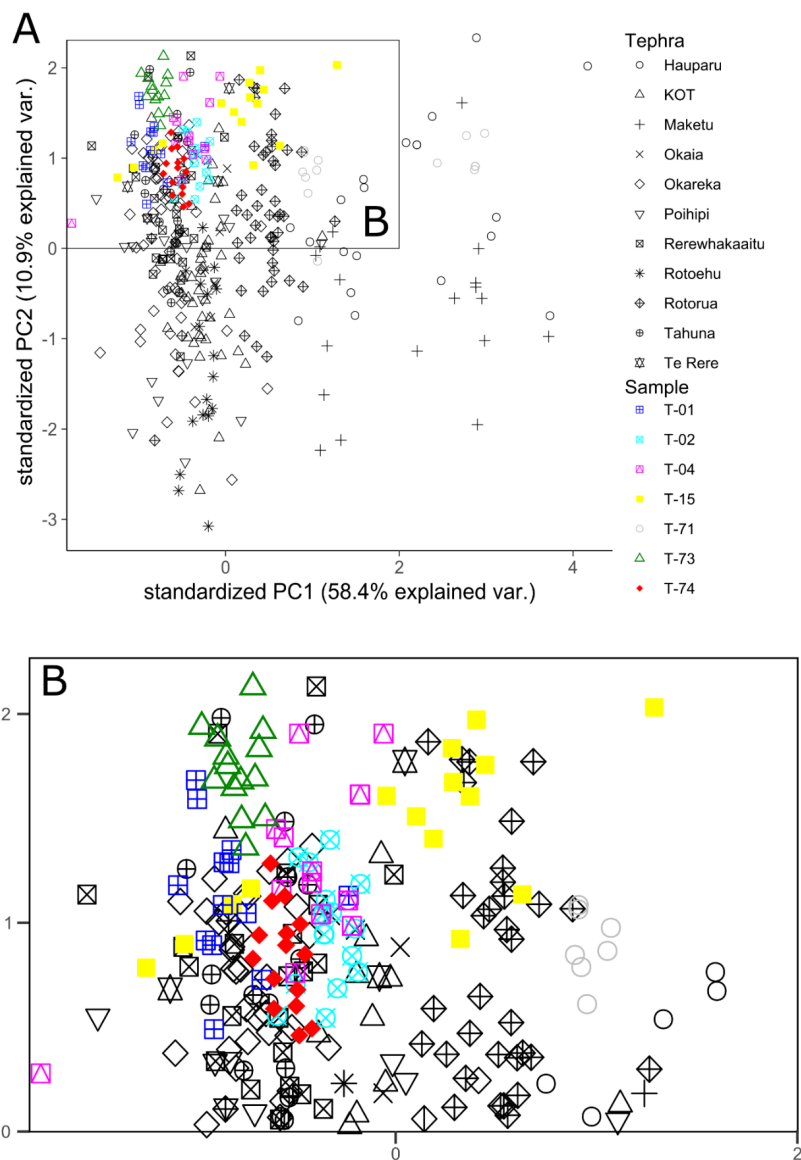 A
standardized PC2 (10.9% explained var.)
2
1
0
-1
-2
-3
B
0
2
4
standardized PC1 (58.4% explained var.)
Tephra
Hauparu
KOT
Maketu
Okaia
Okareka
Poihipi
Rerewhakaaitu
Rotoehu
Rotorua
Tahuna
Te Rere
Sample
T-01
T-02
T-04
T-15
T-71
T-73
T-74
B
2
1
0
0
2